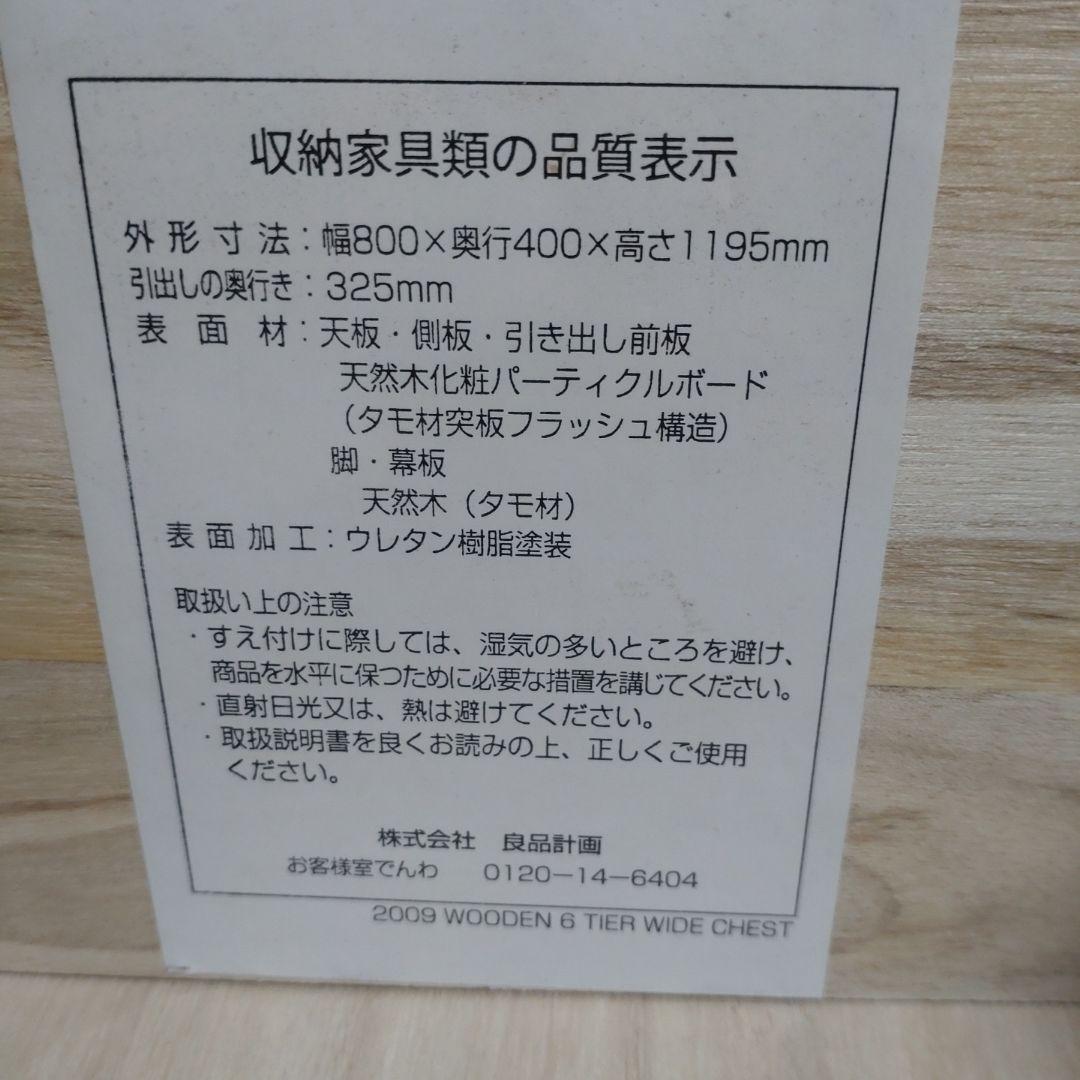 収納家具類の品質表示
外形寸法：幅800×奥行400×高さ1195mm
引出しの奥行き：325mm
表面材：天板・側板・引き出し前板
天然木化粧パーティクルボード
（タモ材突板フラッシュ構造）
脚・幕板
天然木（タモ材）
表面加工：ウレタン樹脂塗装
取扱い上の注意
・すえ付けに際しては、湿気の多いところを避け、
商品を水平に保つために必要な措置を講じてください。
・直射日光又は、熱は避けてください。
・取扱説明書を良くお読みの上、正しくご使用
ください。
株式会社 良品計画
お客様室でんわ 0120-14-6404
2009 WOODEN 6 TIER WIDE CHEST